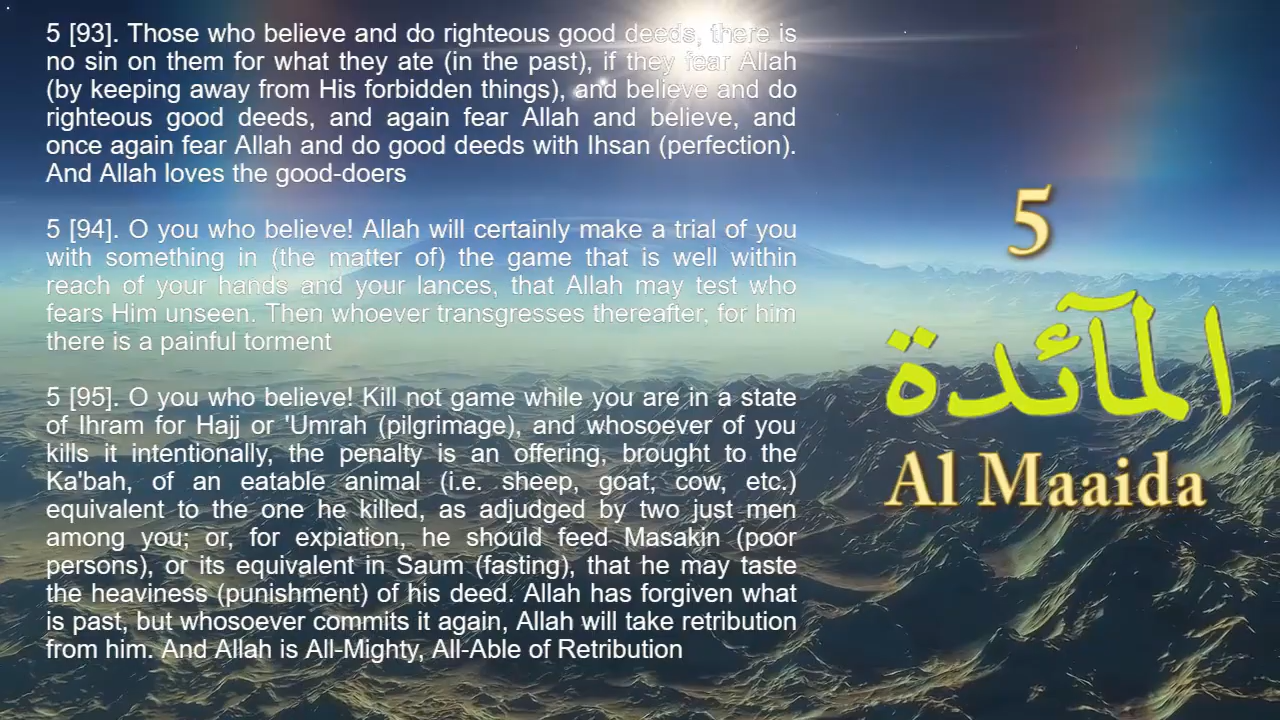 5 [93]. Those who believe and do righteous good deeds, there is
no sin on them for what they ate (in the past), if they fear Allah
(by keeping away from His forbidden things), and believe and do
righteous good deeds, and again fear Allah and believe, and
once again fear Allah and do good deeds with Ihsan (perfection).
And Allah loves the good-doers
5 [94]. O you who believe! Allah will certainly make a trial of you
with something in (the matter of) the game that is well within
reach of your hands and your lances, that Allah may test who
fears Him unseen. Then whoever transgresses thereafter, for him
there is a painful torment
5 [95]. O you who believe! Kill not game while you are in a state
of Ihram for Hajj or 'Umrah (pilgrimage), and whosoever of you
kills it intentionally, the penalty is an offering, brought to the
Ka'bah, of an eatable animal (i.e. sheep, goat, cow, etc.)
equivalent to the one he killed, as adjudged by two just men
among you; or, for expiation, he should feed Masakin (poor
persons), or its equivalent in Saum (fasting), that he may taste
the heaviness (punishment) of his deed. Allah has forgiven what
is past, but whosoever commits it again, Allah will take retribution
from him. And Allah is All-Mighty, All-Able of Retribution
5
المآئدة
Al Maaida